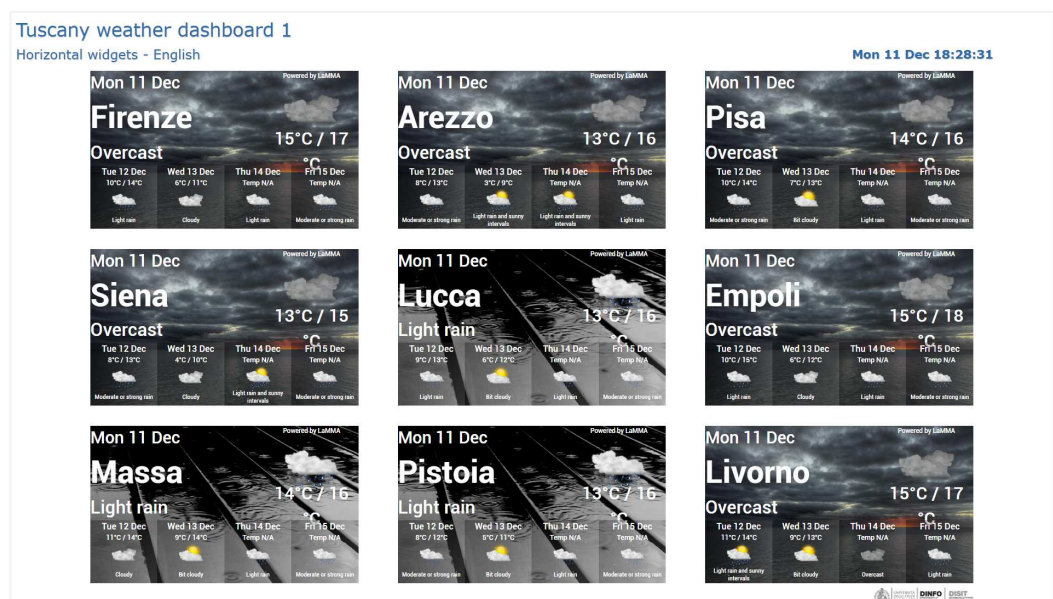 Tuscany weather dashboard 1
Horizontal widgets - English
Mon 11 Dec 18:28:31
Mon 11 Dec
Powered by LaMMA
Firenze
15°C / 17
°C
Overcast
Tue 12 Dec Wed 13 Dec Thu 14 Dec Fri 15 Dec
10°C / 14°C 6°C / 11°C Temp N/A Temp N/A
Light rain Cloudy Light rain Moderate or strong rain
Mon 11 Dec
Powered by LaMMA
Arezzo
13°C / 16
°C
Overcast
Tue 12 Dec Wed 13 Dec Thu 14 Dec Fri 15 Dec
8°C / 13°C 3°C / 9°C Temp N/A Temp N/A
Moderate or strong rain Light rain and sunny intervals Light rain and sunny intervals Light rain
Mon 11 Dec
Powered by LaMMA
Pisa
14°C / 16
°C
Overcast
Tue 12 Dec Wed 13 Dec Thu 14 Dec Fri 15 Dec
10°C / 14°C 7°C / 13°C Temp N/A Temp N/A
Moderate or strong rain Bit cloudy Light rain Moderate or strong rain
Mon 11 Dec
Powered by LaMMA
Siena
13°C / 15
°C
Overcast
Tue 12 Dec Wed 13 Dec Thu 14 Dec Fri 15 Dec
8°C / 13°C 4°C / 10°C Temp N/A Temp N/A
Moderate or strong rain Cloudy Light rain and sunny intervals Moderate or strong rain
Mon 11 Dec
Powered by LaMMA
Lucca
13°C / 16
°C
Light rain
Tue 12 Dec Wed 13 Dec Thu 14 Dec Fri 15 Dec
9°C / 13°C 6°C / 12°C Temp N/A Temp N/A
Light rain Bit cloudy Light rain Moderate or strong rain
Mon 11 Dec
Powered by LaMMA
Empoli
15°C / 18
°C
Overcast
Tue 12 Dec Wed 13 Dec Thu 14 Dec Fri 15 Dec
10°C / 15°C 6°C / 12°C Temp N/A Temp N/A
Light rain Cloudy Light rain Moderate or strong rain
Mon 11 Dec
Powered by LaMMA
Massa
14°C / 16
°C
Light rain
Tue 12 Dec Wed 13 Dec Thu 14 Dec Fri 15 Dec
11°C / 14°C 9°C / 14°C Temp N/A Temp N/A
Cloudy Bit cloudy Light rain Moderate or strong rain
Mon 11 Dec
Powered by LaMMA
Pistoia
13°C / 16
°C
Light rain
Tue 12 Dec Wed 13 Dec Thu 14 Dec Fri 15 Dec
8°C / 12°C 5°C / 11°C Temp N/A Temp N/A
Moderate or strong rain Bit cloudy Light rain Moderate or strong rain
Mon 11 Dec
Powered by LaMMA
Livorno
15°C / 17
°C
Overcast
Tue 12 Dec Wed 13 Dec Thu 14 Dec Fri 15 Dec
11°C / 14°C 9°C / 13°C Temp N/A Temp N/A
Light rain and sunny intervals Bit cloudy Overcast Light rain
DINFO DISIT